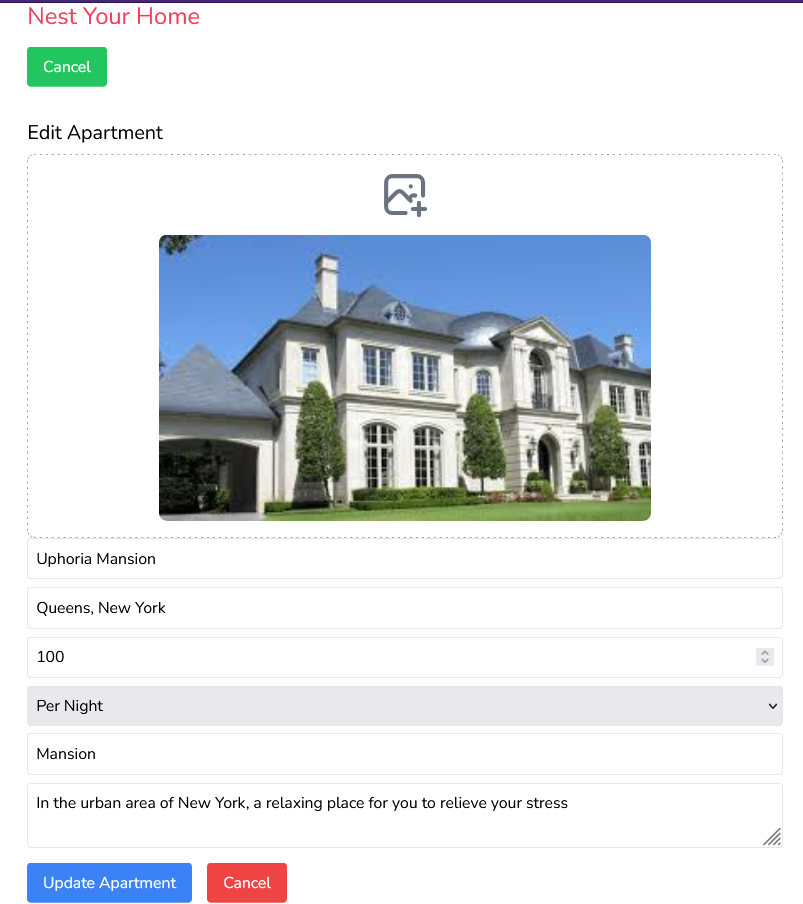 Nest Your Home
Cancel
Edit Apartment
Uphoria Mansion
Queens, New York
100
Per Night
Mansion
In the urban area of New York, a relaxing place for you to relieve your stress
Update Apartment Cancel